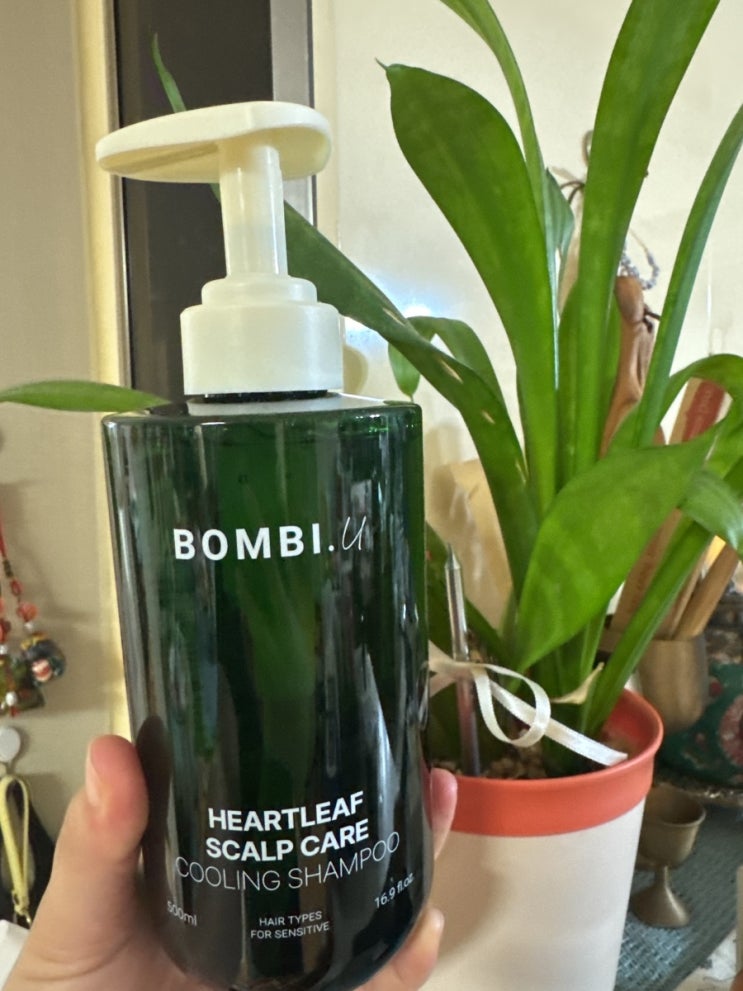 BOMBI.U
HEARTLEAF
SCALP CARE
COOLING SHAMPOO
500ml
16.9 fl.oz
HAIR TYPES
FOR SENSITIVE